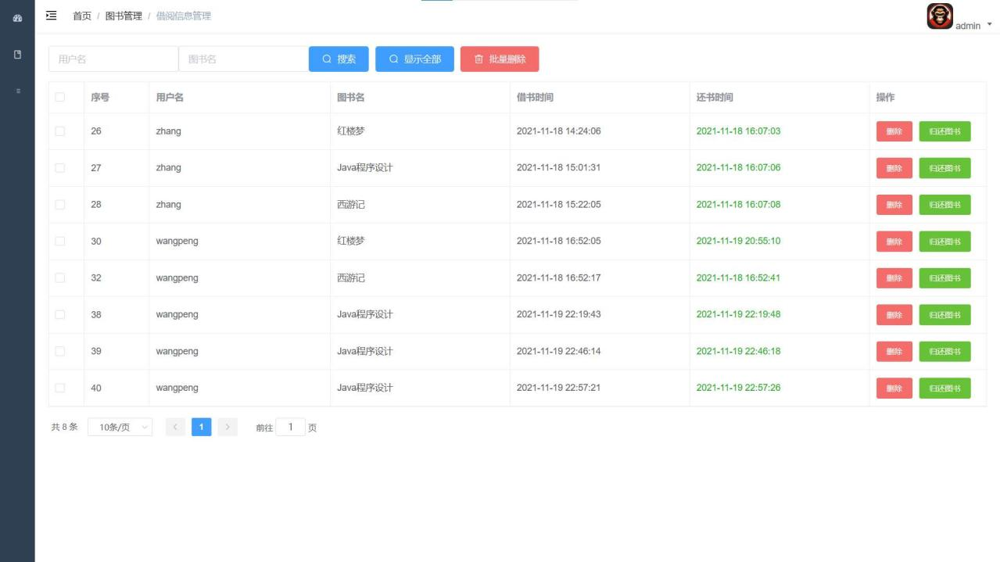 首页 / 图书管理 / 借阅信息管理
admin
用户名 图书名 搜索 显示全部 批量删除
序号 用户名 图书名 借书时间 还书时间 操作
26 zhang 红楼梦 2021-11-18 14:24:06 2021-11-18 16:07:03 删除 归还图书
27 zhang Java程序设计 2021-11-18 15:01:31 2021-11-18 16:07:06 删除 归还图书
28 zhang 西游记 2021-11-18 15:22:05 2021-11-18 16:07:08 删除 归还图书
30 wangpeng 红楼梦 2021-11-18 16:52:05 2021-11-19 20:55:10 删除 归还图书
32 wangpeng 西游记 2021-11-18 16:52:17 2021-11-18 16:52:41 删除 归还图书
38 wangpeng Java程序设计 2021-11-19 22:19:43 2021-11-19 22:19:48 删除 归还图书
39 wangpeng Java程序设计 2021-11-19 22:46:14 2021-11-19 22:46:18 删除 归还图书
40 wangpeng Java程序设计 2021-11-19 22:57:21 2021-11-19 22:57:26 删除 归还图书
共 8 条 10条/页 1 前往 1 页